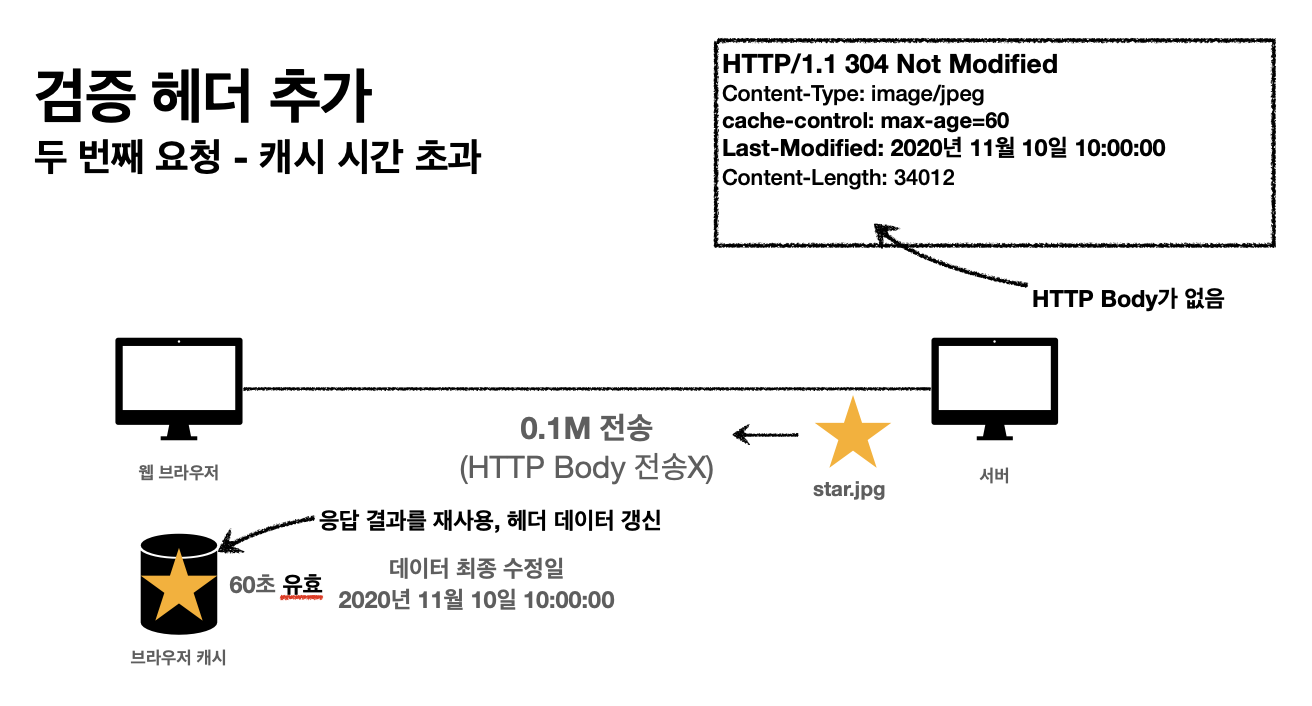 검증 헤더 추가
두 번째 요청 - 캐시 시간 초과
HTTP/1.1 304 Not Modified
Content-Type: image/jpeg
cache-control: max-age=60
Last-Modified: 2020년 11월 10일 10:00:00
Content-Length: 34012
HTTP Body가 없음
0.1M 전송
(HTTP Body 전송X)
star.jpg
웹 브라우저
서버
응답 결과를 재사용, 헤더 데이터 갱신
60초 유효
데이터 최종 수정일
2020년 11월 10일 10:00:00
브라우저 캐시